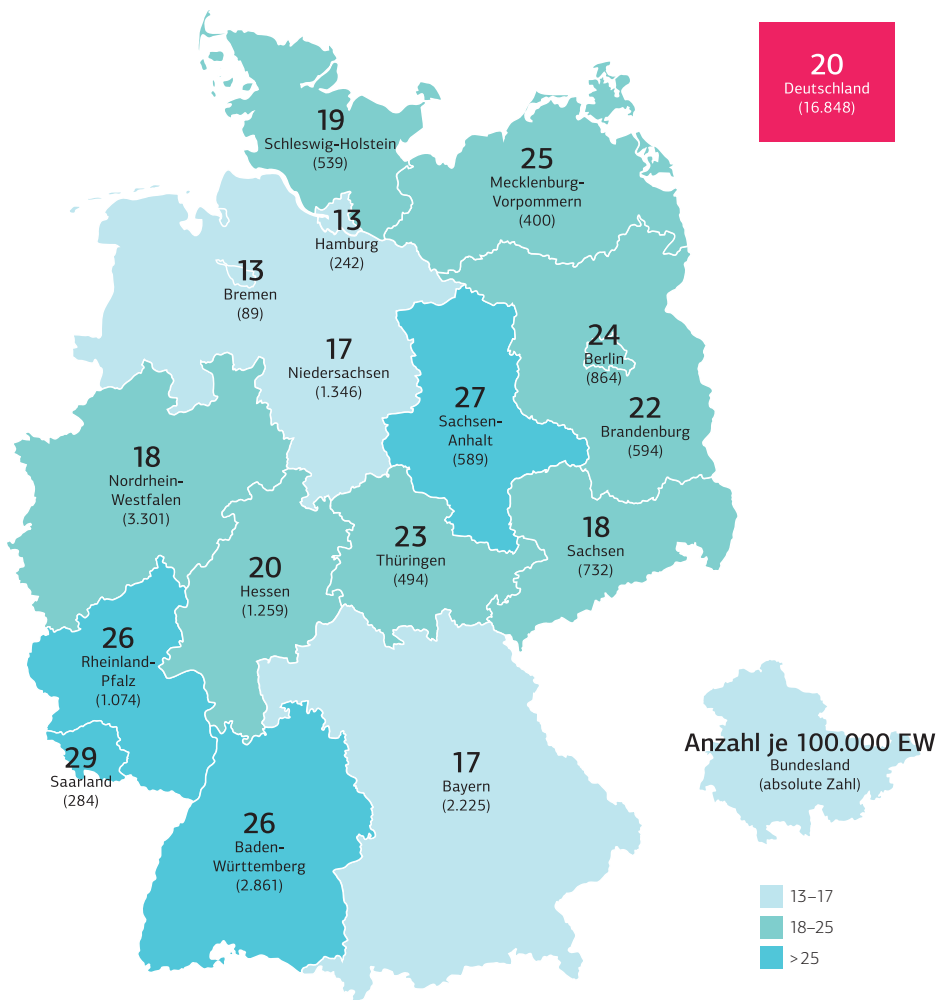 20
Deutschland
(16.848)
19
Schleswig-Holstein
(539)
25
Mecklenburg-
Vorpommern
(400)
13
Hamburg
(242)
13
Bremen
(89)
17
Niedersachsen
(1.346)
24
Berlin
(864)
27
Sachsen-
Anhalt
(589)
22
Brandenburg
(594)
18
Nordrhein-
Westfalen
(3.301)
18
Sachsen
(732)
23
Thüringen
(494)
20
Hessen
(1.259)
26
Rheinland-
Pfalz
(1.074)
29
Saarland
(284)
17
Bayern
(2.225)
26
Baden-
Württemberg
(2.861)
Anzahl je 100.000 EW
Bundesland
(absolute Zahl)
13–17
18–25
>25